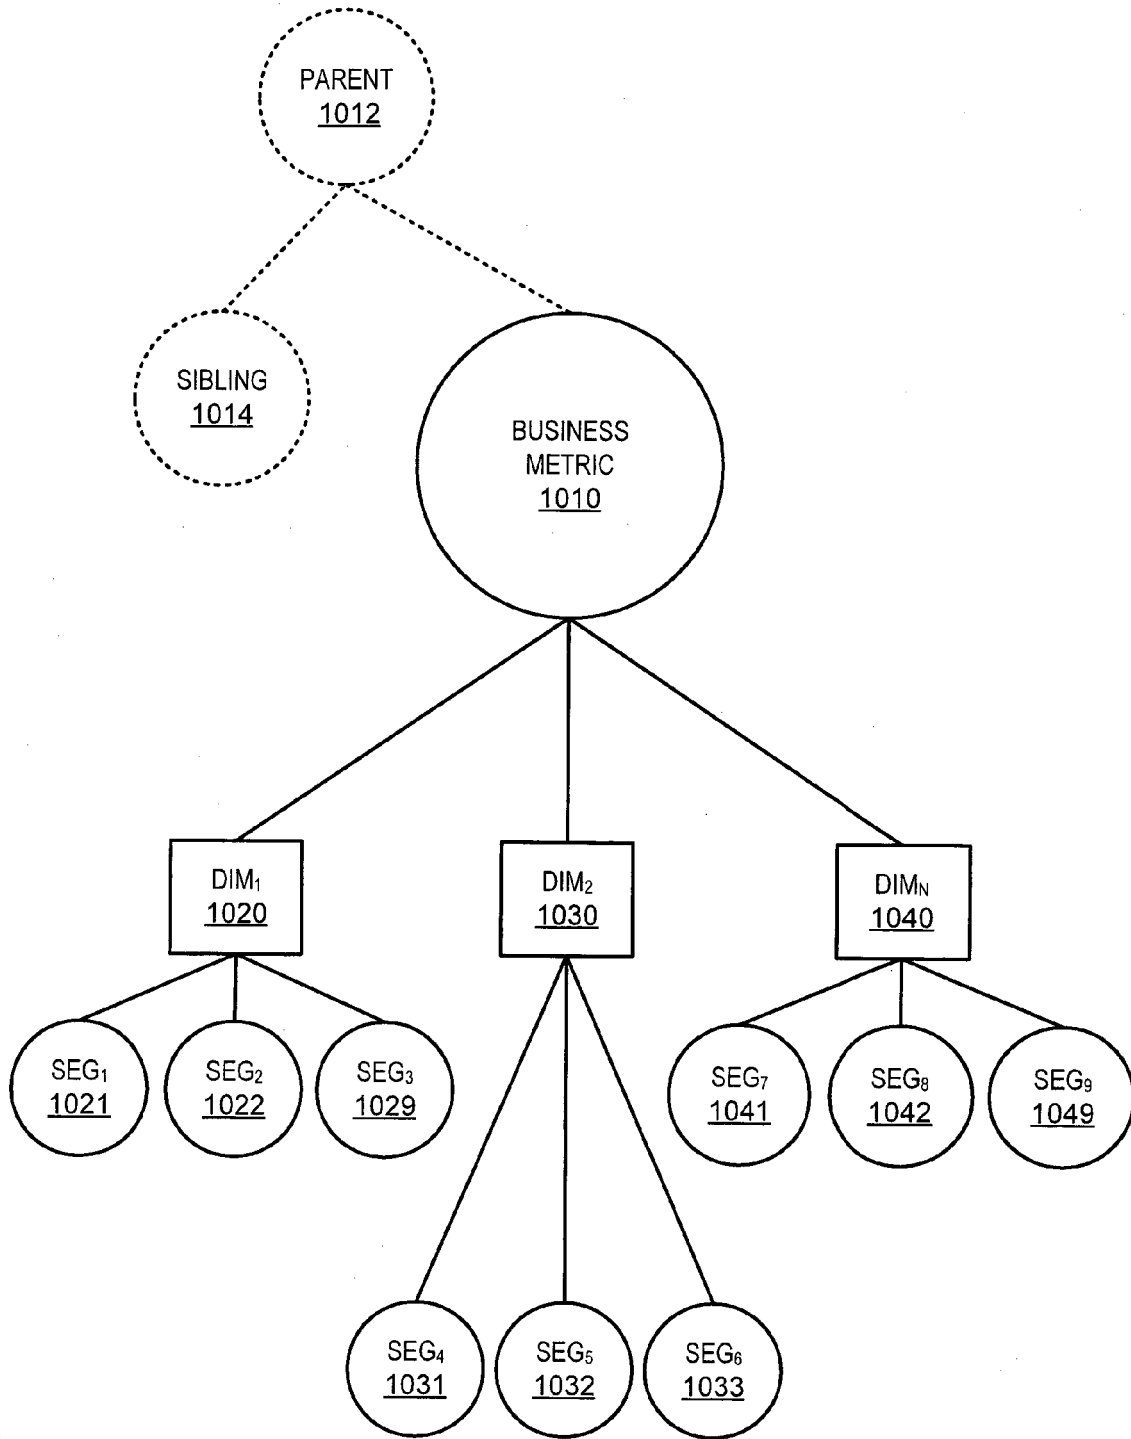 PARENT
1012
SIBLING
1014
BUSINESS
METRIC
1010
DIM₁
1020
DIM₂
1030
DIMN
1040
SEG₁
1021
SEG₂
1022
SEG₃
1029
SEG₇
1041
SEG₈
1042
SEG₉
1049
SEG₄
1031
SEG₅
1032
SEG₆
1033